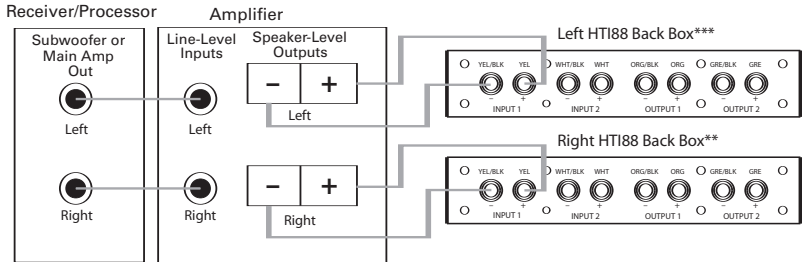 Receiver/Processor
Amplifier
Subwoofer or
Main Amp
Out
Left
Right
Line-Level
Inputs
Left
Right
Speaker-Level
Outputs
– +
Left
– +
Right
Left HTI88 Back Box***
YEL/BLK YEL WHT/BLK WHT ORG/BLK ORG GRE/BLK GRE
– + – + – + – +
INPUT 1 INPUT 2 OUTPUT 1 OUTPUT 2
Right HTI88 Back Box**
YEL/BLK YEL WHT/BLK WHT ORG/BLK ORG GRE/BLK GRE
– + – + – + – +
INPUT 1 INPUT 2 OUTPUT 1 OUTPUT 2